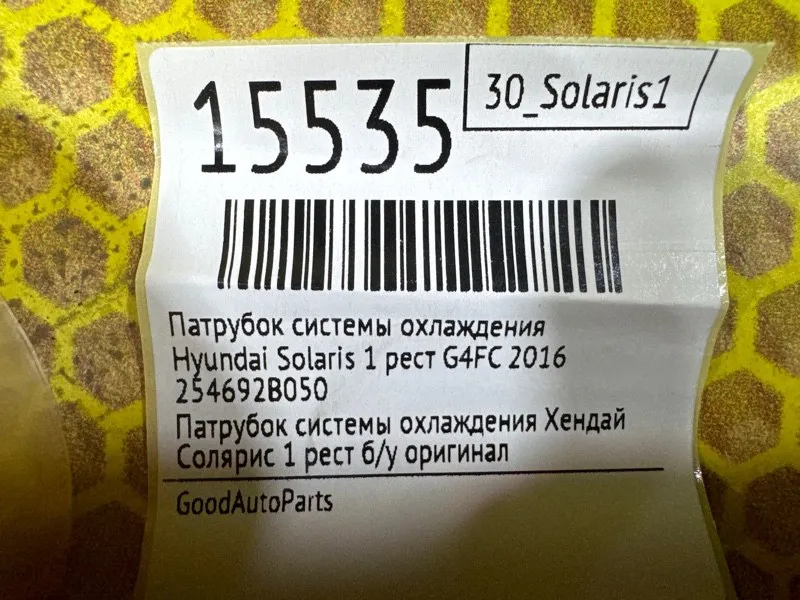 15535
30_Solaris1
Патрубок системы охлаждения
Hyundai Solaris 1 рест G4FC 2016
254692B050
Патрубок системы охлаждения Хендай
Солярис 1 рест б/у оригинал
GoodAutoParts